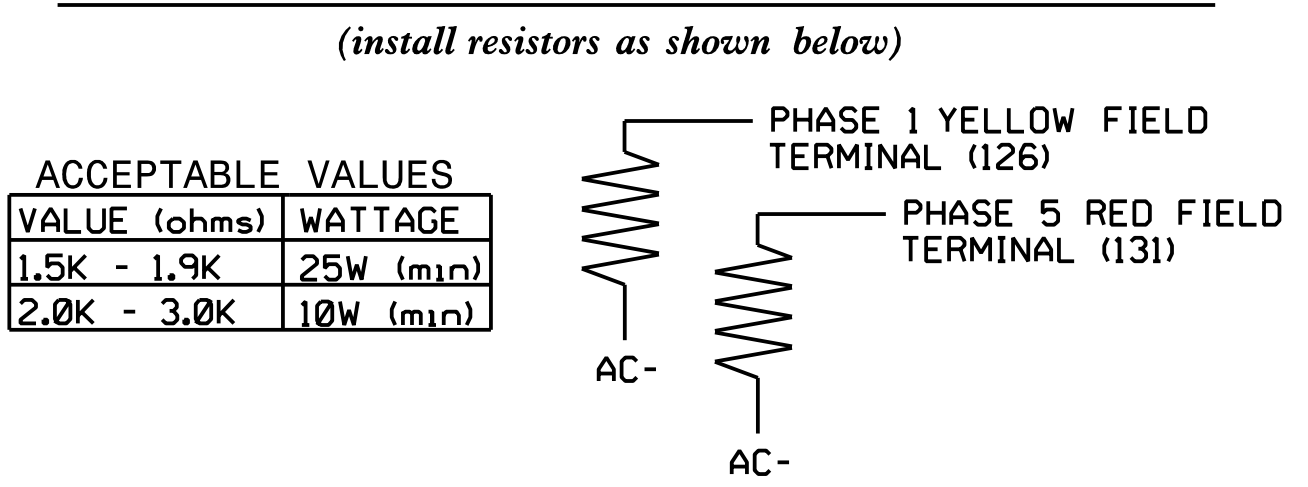 (install resistors as shown below)
ACCEPTABLE VALUES
VALUE (ohms) WATTAGE
1.5K - 1.9K 25W (min)
2.0K - 3.0K 10W (min)
PHASE 1 YELLOW FIELD
TERMINAL (126)
AC-
PHASE 5 RED FIELD
TERMINAL (131)
AC-